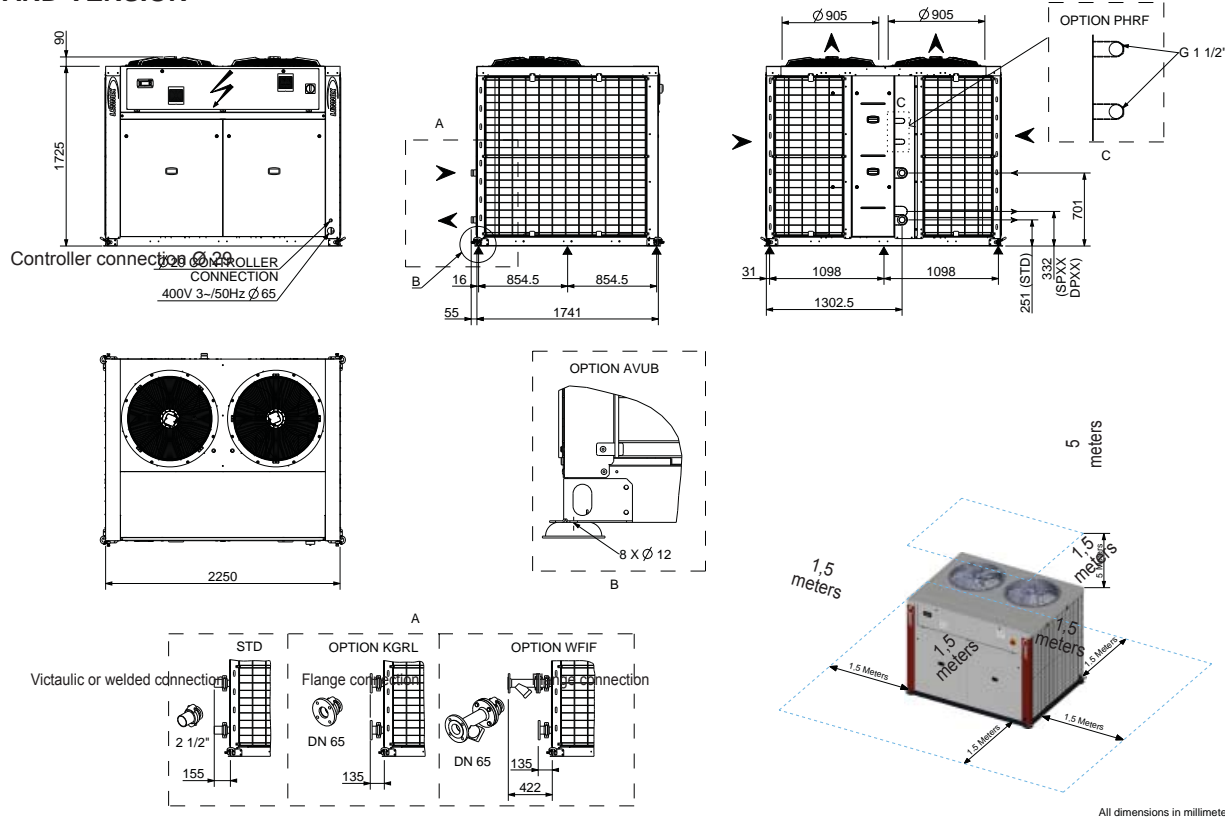 90
1725
Controller connection Ø 29
Ø 29 CONTROLLER
CONNECTION
400V 3~/50Hz Ø 65
A
B
16
854.5
854.5
55
1741
Ø 905
Ø 905
C
OPTION PHRF
G 1 1/2"
C
701
31
1098
1098
1302.5
251 (STD)
332
(SPXX
DPXX)
2250
OPTION AVUB
8 X Ø 12
B
A
STD
Victaulic or welded connection
2 1/2"
155
OPTION KGRL
Flange connection
DN 65
135
OPTION WFIF
Flange connection
DN 65
135
422
5
meters
1,5
meters
1,5
meters
5 Meters
1,5
meters
1,5
meters
1.5 Meters
1.5 Meters
1.5 Meters
1.5 Meters